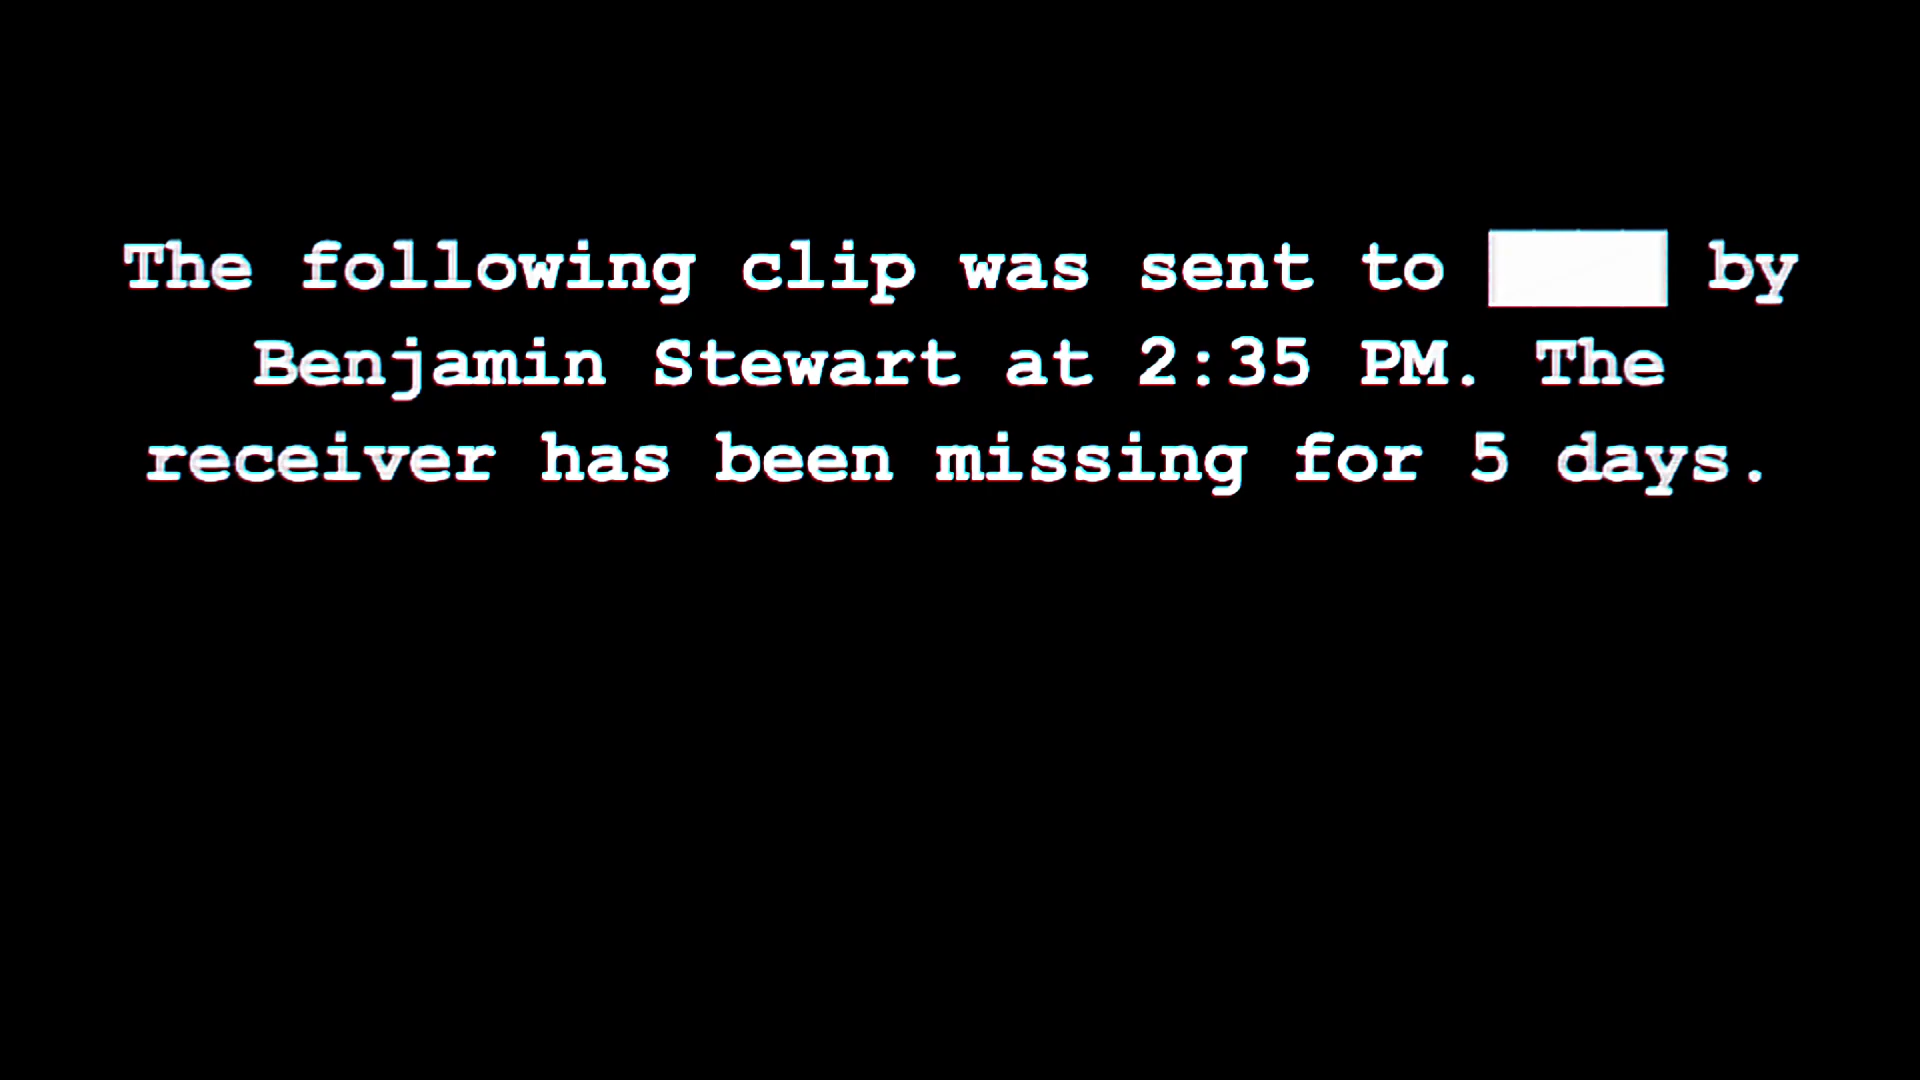 The following clip was sent to by
Benjamin Stewart at 2:35 PM. The
receiver has been missing for 5 days.